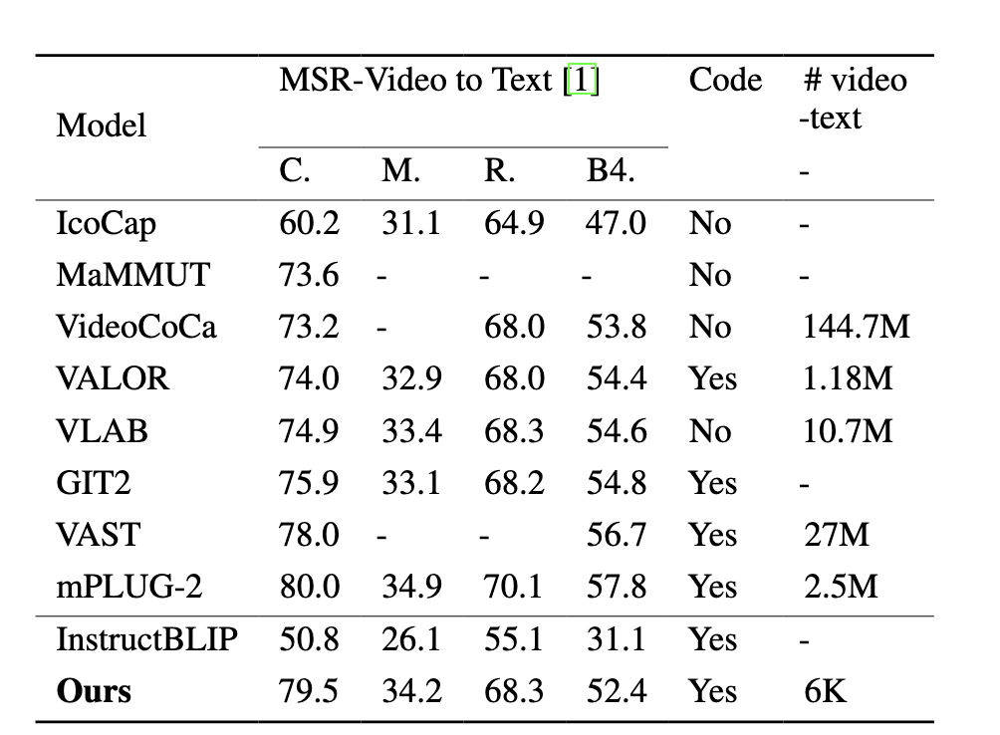 MSR-Video to Text [1] Code # video
-text
Model
C. M. R. B4. -
IcoCap 60.2 31.1 64.9 47.0 No -
MaMMUT 73.6 - - - No -
VideoCoCa 73.2 - 68.0 53.8 No 144.7M
VALOR 74.0 32.9 68.0 54.4 Yes 1.18M
VLAB 74.9 33.4 68.3 54.6 No 10.7M
GIT2 75.9 33.1 68.2 54.8 Yes -
VAST 78.0 - - 56.7 Yes 27M
mPLUG-2 80.0 34.9 70.1 57.8 Yes 2.5M
InstructBLIP 50.8 26.1 55.1 31.1 Yes -
Ours 79.5 34.2 68.3 52.4 Yes 6K